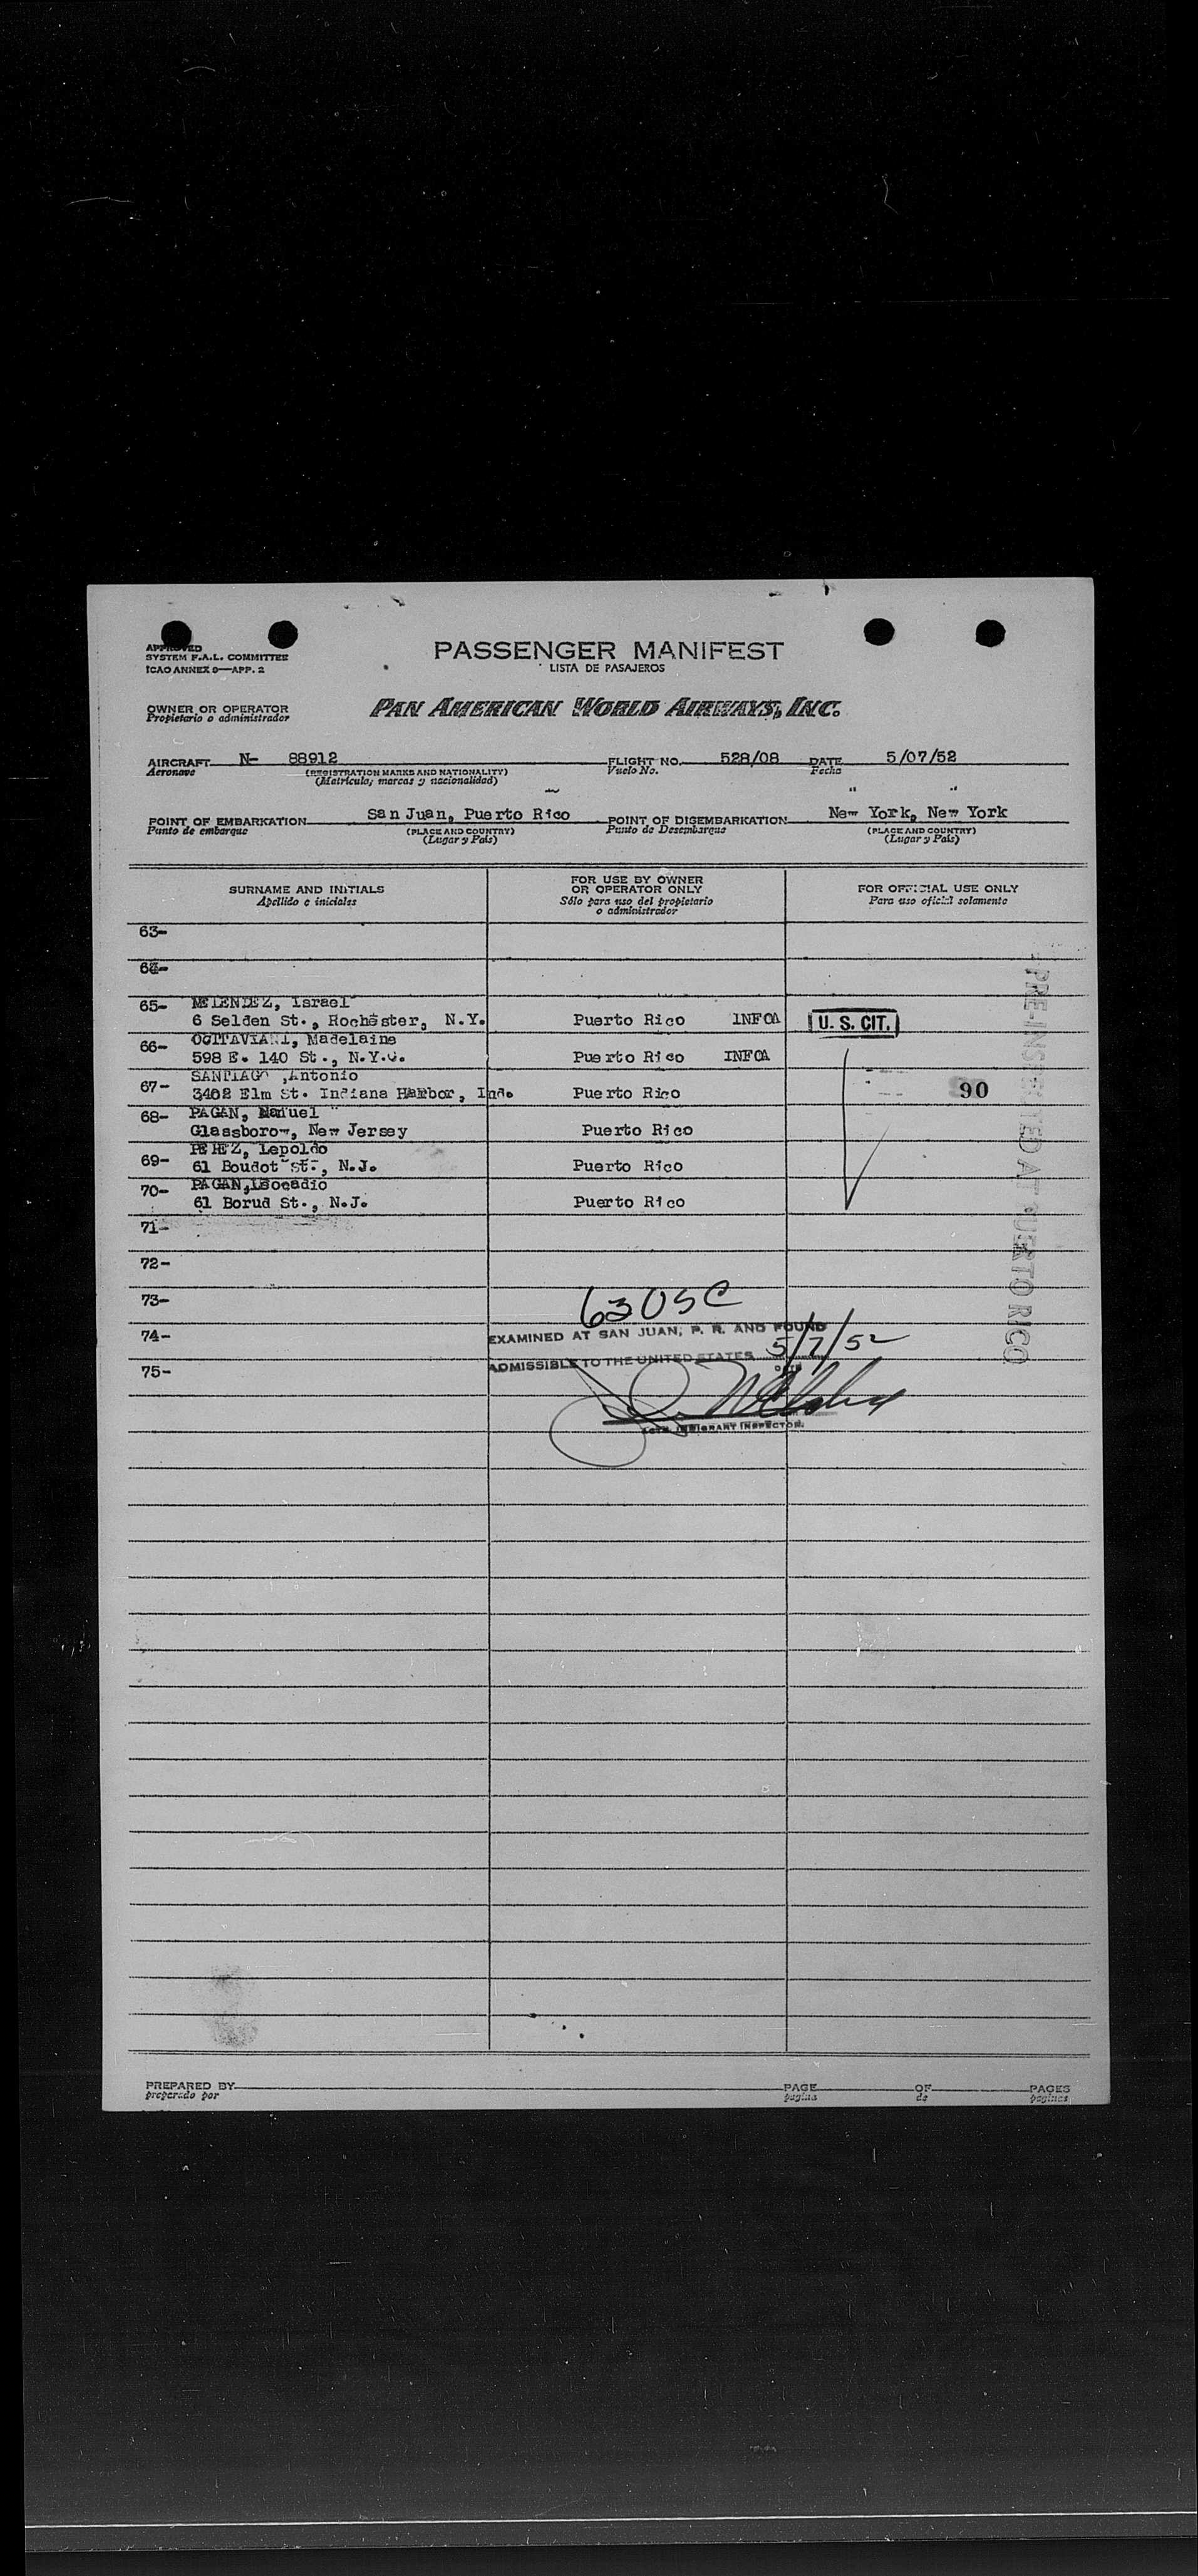 APPROVED
SYSTEM F.A.L. COMMITTEE
ICAO ANNEX 9—APP. 2
PASSENGER MANIFEST
LISTA DE PASAJEROS
OWNER OR OPERATOR
Propietario o administrador
PAN AMERICAN WORLD AIRWAYS, INC.
AIRCRAFT N- 88912 FLIGHT NO. 528/08 DATE 5/07/52
Aeronave (REGISTRATION MARKS AND NATIONALITY) Vuelo No. Fecha
(Matrícula, marcas y nacionalidad)
POINT OF EMBARKATION San Juan, Puerto Rico POINT OF DISEMBARKATION New York, New York
Punto de embarque (PLACE AND COUNTRY) Punto de Desembarque (PLACE AND COUNTRY)
(Lugar y País) (Lugar y País)
SURNAME AND INITIALS
Apellido e iniciales
FOR USE BY OWNER
OR OPERATOR ONLY
Sólo para uso del propietario
o administrador
FOR OFFICIAL USE ONLY
Para uso oficial solamente
63-
64-
65- MELENDEZ, Israel
6 Selden St., Rochester, N.Y. Puerto Rico INFOA U. S. CIT.
66- OCTTAVIANI, Madelaine
598 E. 140 St., N.Y.C. Puerto Rico INFOA
67- SANTIAGO ,Antonio
3402 Elm St. Indiana Harbor, Ind. Puerto Rico 90
68- PAGAN, Manuel
Glassborow, New Jersey Puerto Rico
69- PEREZ, Lepoldo
61 Boudot St., N.J. Puerto Rico
70- PAGAN,Leocadio
61 Borud St., N.J. Puerto Rico
71-
72-
73-
74-
75-
PRE-INSPECTED AT PUERTO RICO
63 USC
EXAMINED AT SAN JUAN, P. R. AND FOUND
ADMISSIBLE TO THE UNITED STATES 5/7/52
DATE
IMMIGRANT INSPECTOR
PREPARED BY PAGE OF PAGES
preparado por página de páginas